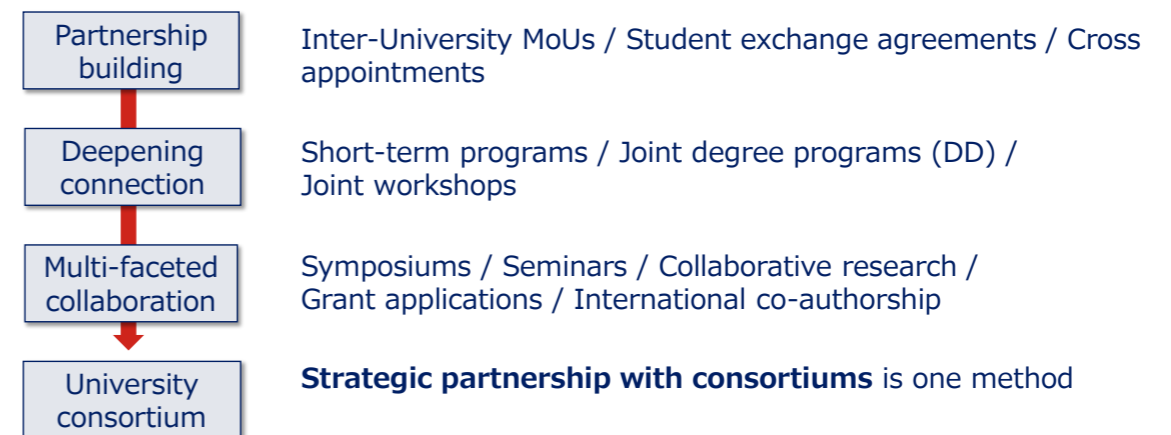 Partnership
building
Inter-University MoUs / Student exchange agreements / Cross
appointments
Deepening
connection
Short-term programs / Joint degree programs (DD) /
Joint workshops
Multi-faceted
collaboration
Symposiums / Seminars / Collaborative research /
Grant applications / International co-authorship
University
consortium
Strategic partnership with consortiums is one method